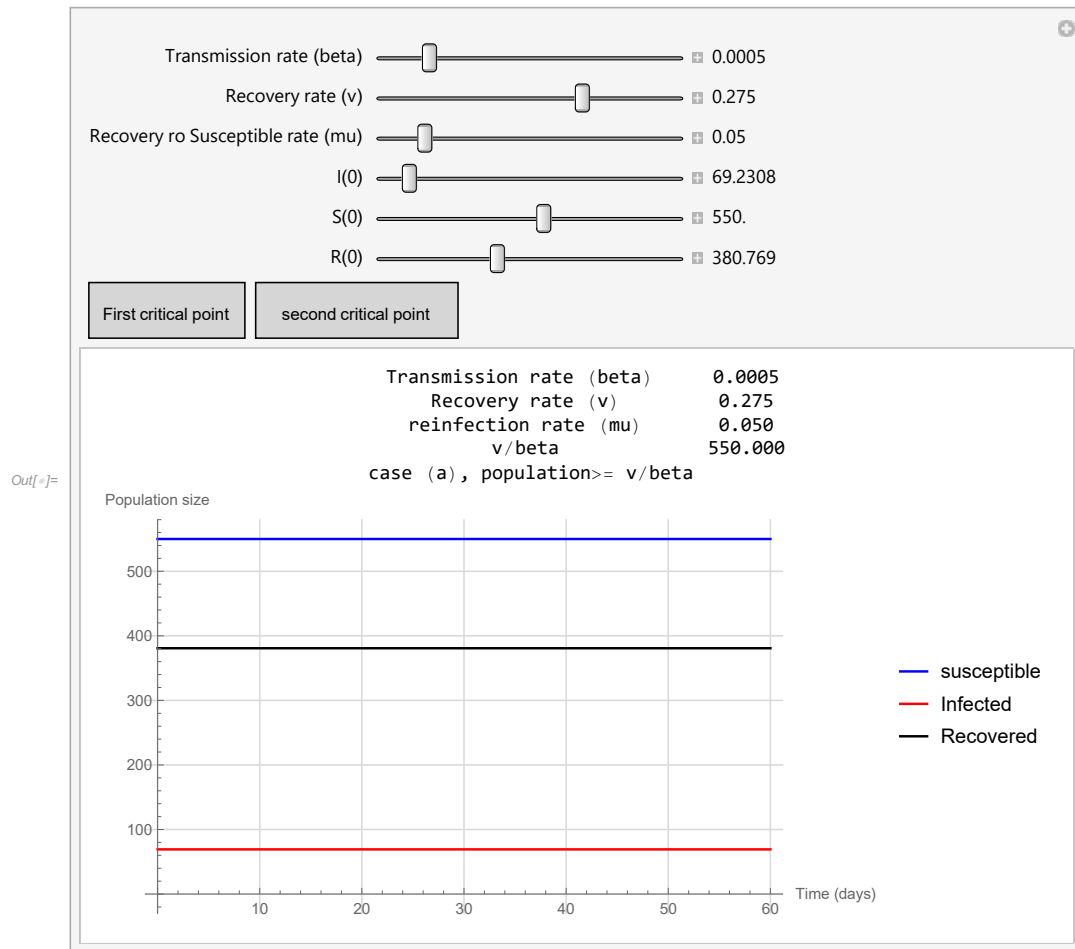 Transmission rate (beta) 0.0005
Recovery rate (v) 0.275
Recovery ro Susceptible rate (mu) 0.05
I(0) 69.2308
S(0) 550.
R(0) 380.769
First critical point second critical point
Transmission rate (beta) 0.0005
Recovery rate (v) 0.275
reinfection rate (mu) 0.050
v/beta 550.000
case (a), population>= v/beta
Out[•]=
Population size
500
400
300
200
100
10 20 30 40 50 60
Time (days)
susceptible
Infected
Recovered